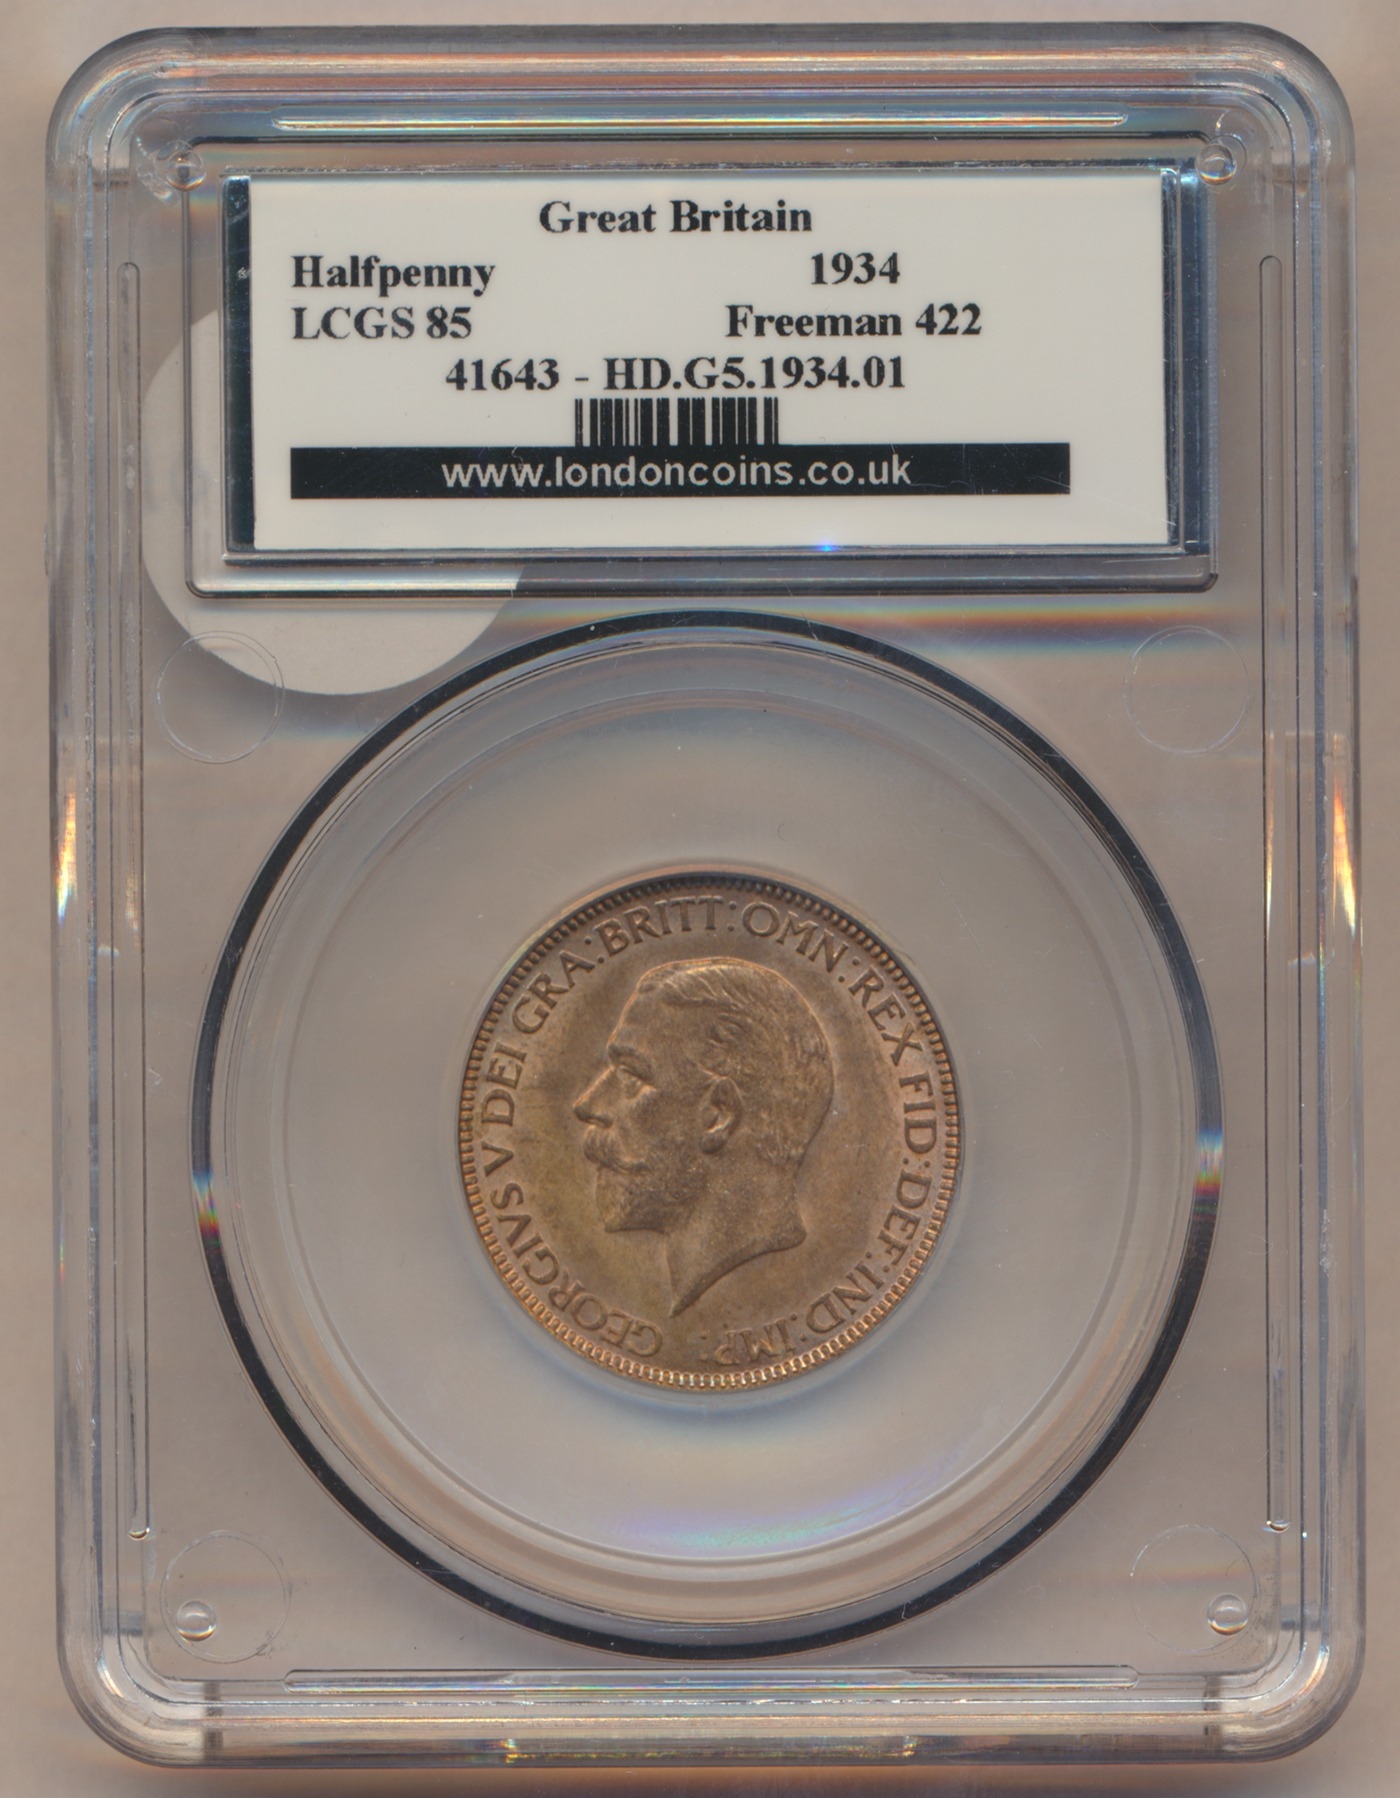 Great Britain
Halfpenny 1934
LCGS 85 Freeman 422
41643 - HD.G5.1934.01
www.londoncoins.co.uk
GEORGIVS V DEI GRA:BRITT:OMN:REX FID:DEF:IND:IMP: